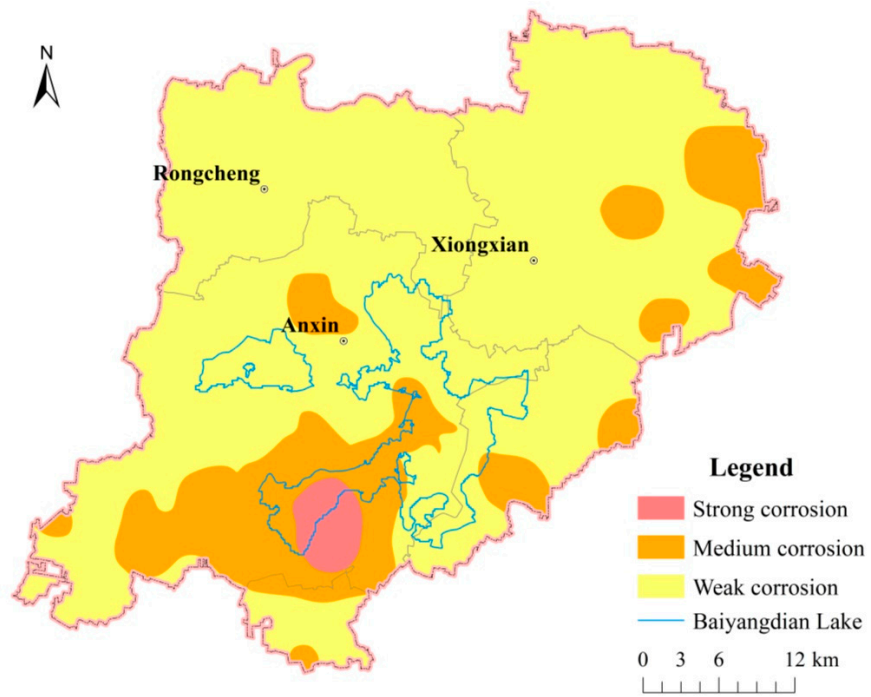 N
Rongcheng
Xiongxian
Anxin
Legend
Strong corrosion
Medium corrosion
Weak corrosion
Baiyangdian Lake
0 3 6 12 km